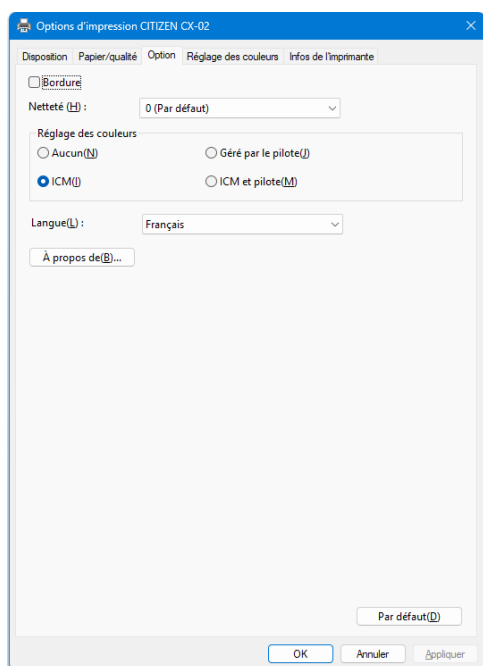 Options d'impression CITIZEN CX-02
Disposition Papier/qualité Option Réglage des couleurs Infos de l'imprimante
Bordure
Netteté (H) : 0 (Par défaut)
Réglage des couleurs
Aucun(N) Géré par le pilote(J)
ICM(I) ICM et pilote(M)
Langue(L) : Français
À propos de(B)...
Par défaut(D)
OK Annuler Appliquer